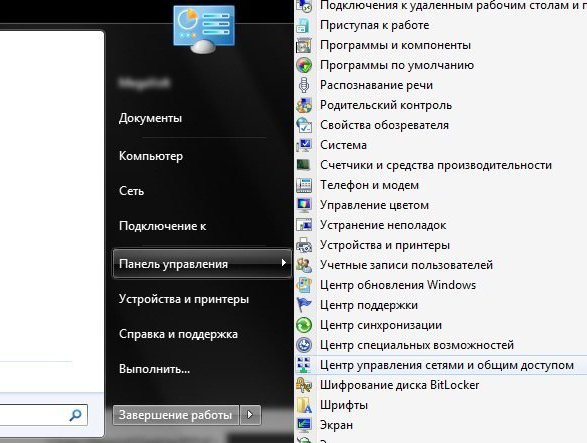 Документы
Компьютер
Сеть
Подключение к
Панель управления
Устройства и принтеры
Справка и поддержка
Выполнить...
Завершение работы
Подключения к удаленным рабочим столам и п
Приступая к работе
Программы и компоненты
Программы по умолчанию
Распознавание речи
Родительский контроль
Свойства обозревателя
Система
Счетчики и средства производительности
Телефон и модем
Управление цветом
Устранение неполадок
Устройства и принтеры
Учетные записи пользователей
Центр обновления Windows
Центр поддержки
Центр синхронизации
Центр специальных возможностей
Центр управления сетями и общим доступом
Шифрование диска BitLocker
Шрифты
Экран